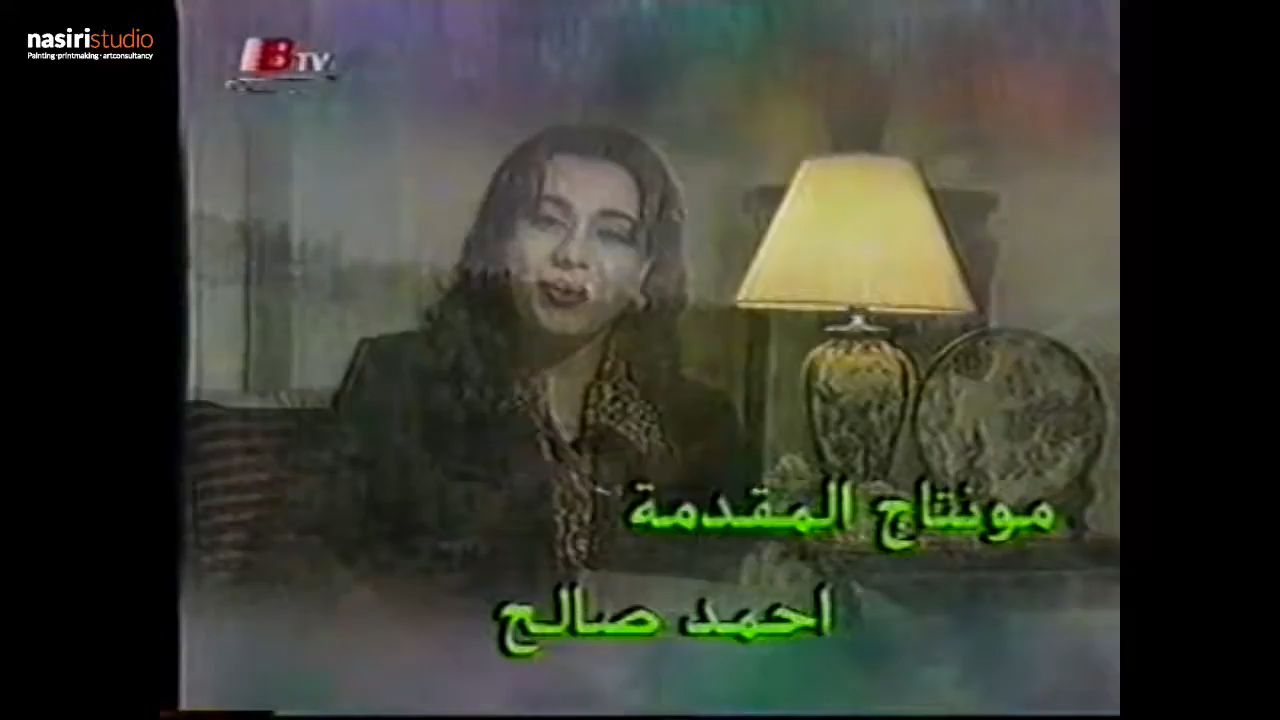 nasiristudio
Painting·printmaking·artconsultancy
BTV
مونتاج المقدمة
احمد صالح